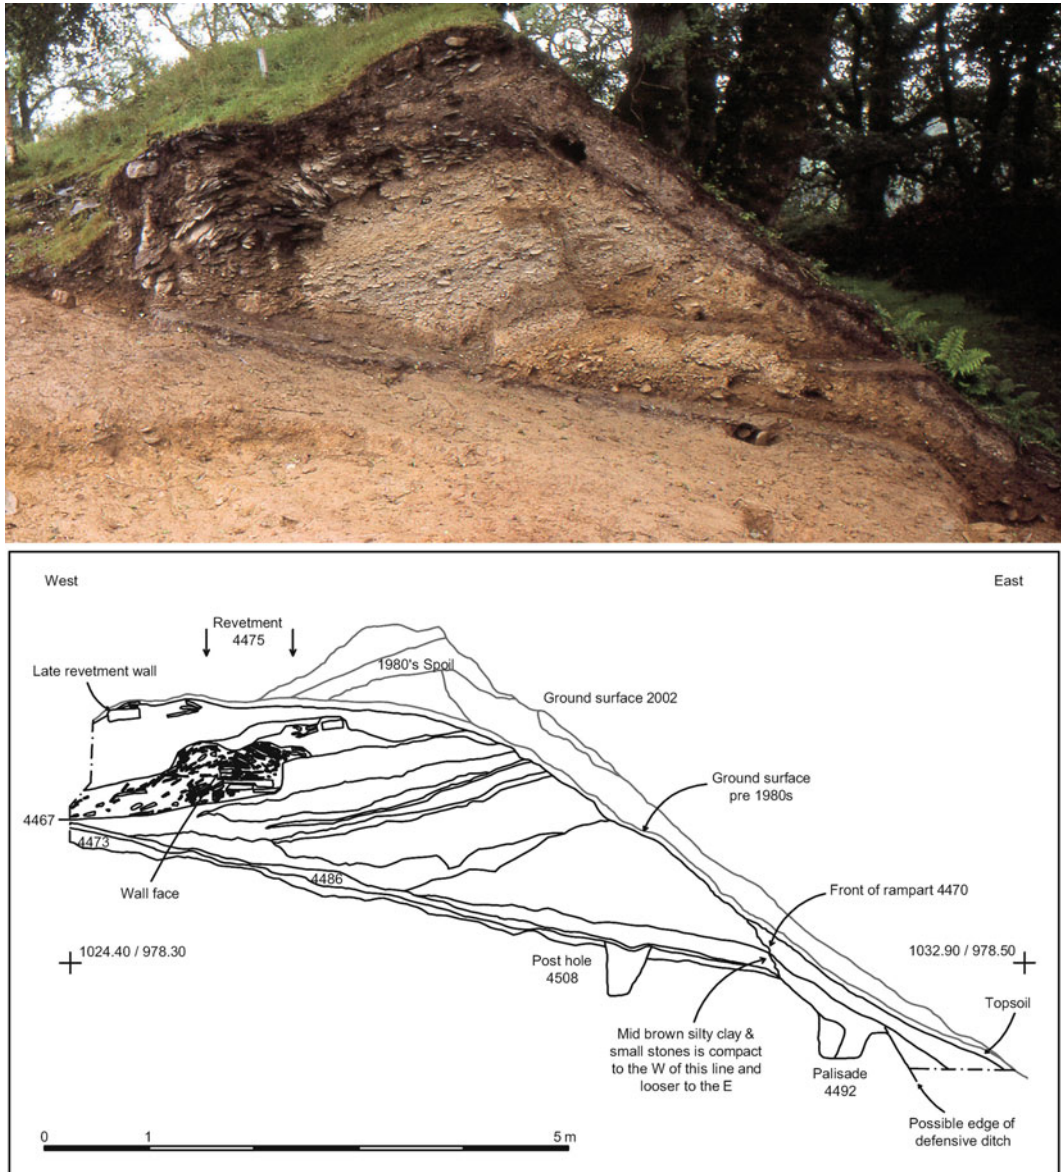 West
East
Revetment
4475
Late revetment wall
1980's Spoil
Ground surface 2002
Ground surface
pre 1980s
4467
4473
4486
Wall face
Front of rampart 4470
1024.40 / 978.30
1032.90 / 978.50
Post hole
4508
Topsoil
Mid brown silty clay &
small stones is compact
to the W of this line and
looser to the E
Palisade
4492
Possible edge of
defensive ditch
0 1 5 m